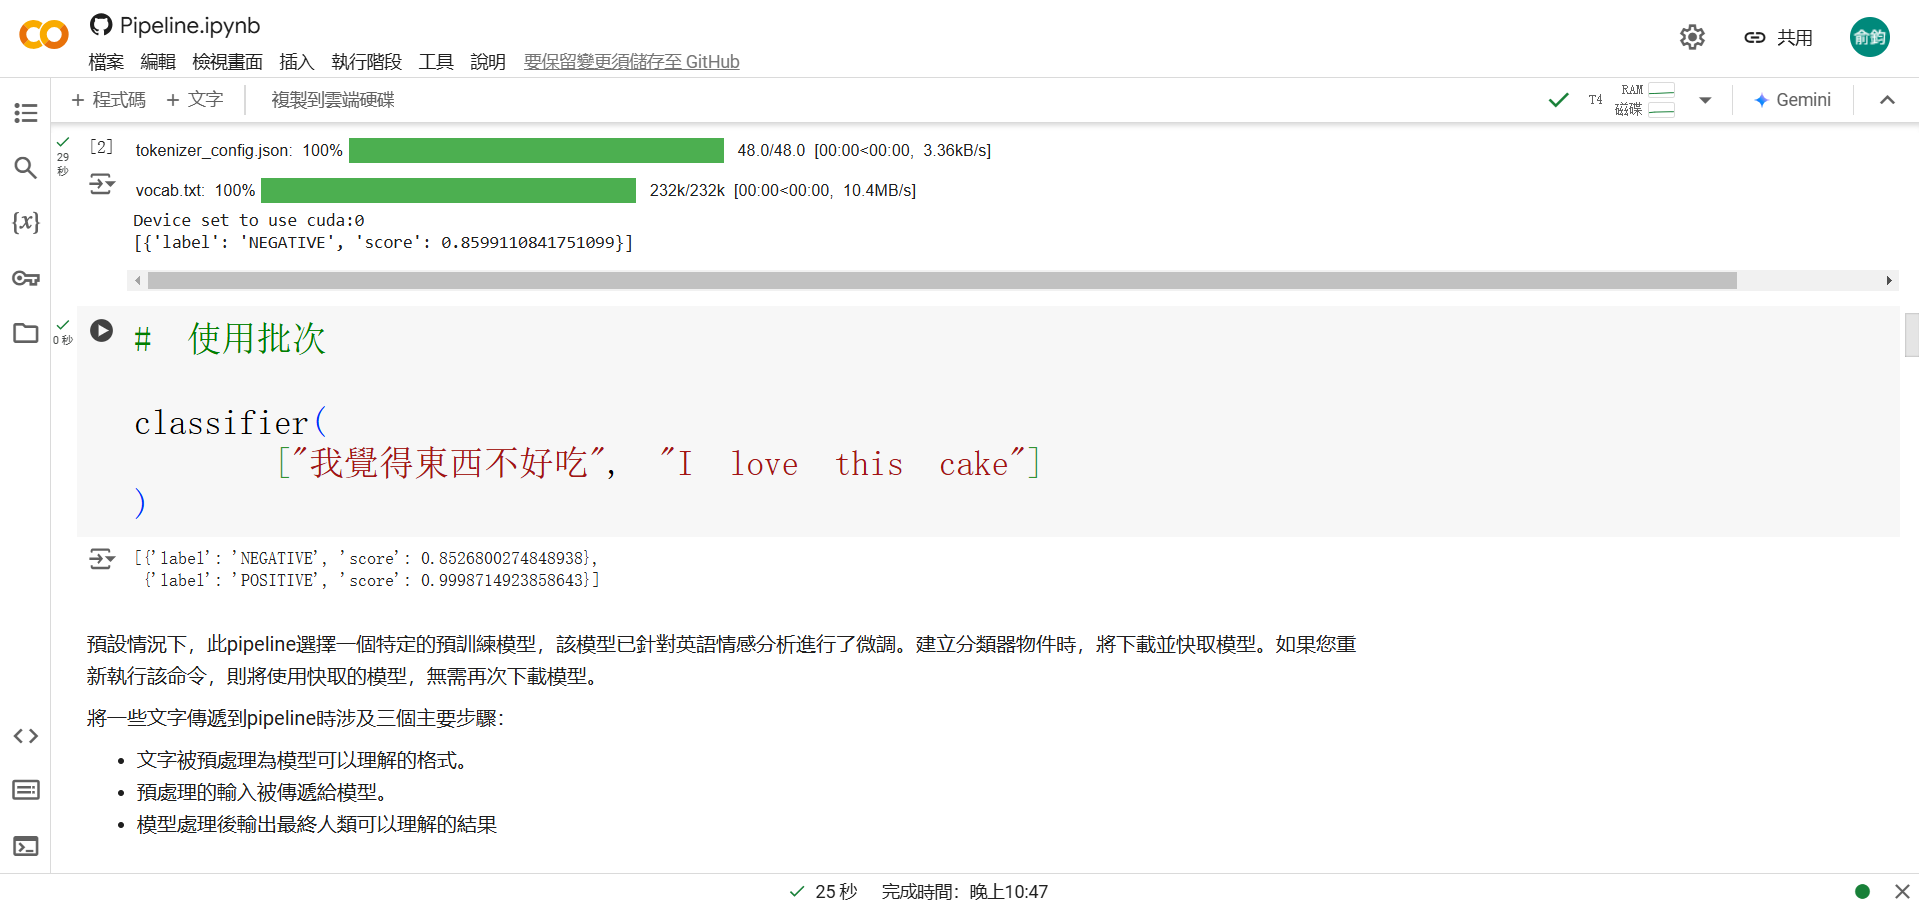 Pipeline.ipynb
檔案 編輯 檢視畫面 插入 執行階段 工具 說明 要保留變更須儲存至 GitHub
共用
俞鈞
+ 程式碼 + 文字 複製到雲端硬碟
T4 RAM 磁碟 Gemini
29 秒
[2] tokenizer_config.json: 100% 48.0/48.0 [00:00<00:00, 3.36kB/s]
vocab.txt: 100% 232k/232k [00:00<00:00, 10.4MB/s]
Device set to use cuda:0
[{'label': 'NEGATIVE', 'score': 0.8599110841751099}]
0 秒
# 使用批次
classifier(
["我覺得東西不好吃", "I love this cake"]
)
[{'label': 'NEGATIVE', 'score': 0.8526800274848938},
{'label': 'POSITIVE', 'score': 0.9998714923858643}]
預設情況下，此pipeline選擇一個特定的預訓練模型，該模型已針對英語情感分析進行了微調。建立分類器物件時，將下載並快取模型。如果您重
新執行該命令，則將使用快取的模型，無需再次下載模型。
將一些文字傳遞到pipeline時涉及三個主要步驟：
• 文字被預處理為模型可以理解的格式。
• 預處理的輸入被傳遞給模型。
• 模型處理後輸出最終人類可以理解的結果
25 秒 完成時間：晚上10:47